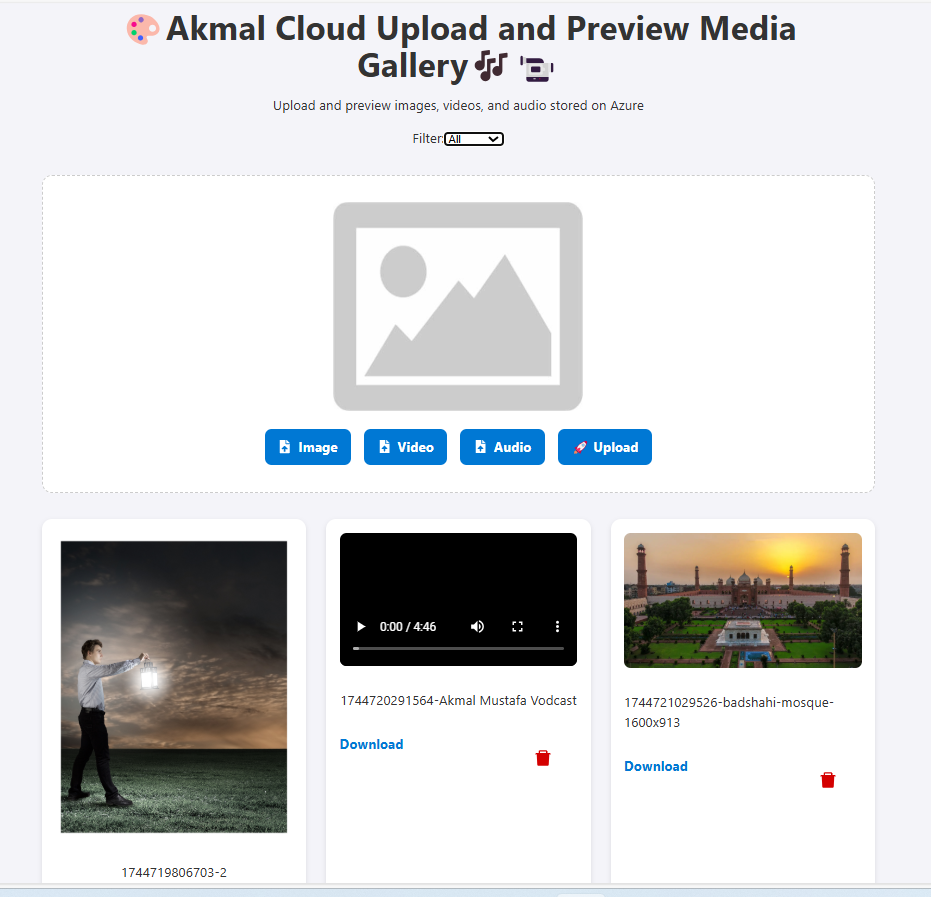 Akmal Cloud Upload and Preview Media
Gallery
Upload and preview images, videos, and audio stored on Azure
Filter: All
Image Video Audio Upload
0:00 / 4:46
1744720291564-Akmal Mustafa Vodcast
Download
1744721029526-badshahi-mosque-
1600x913
Download
1744719806703-2